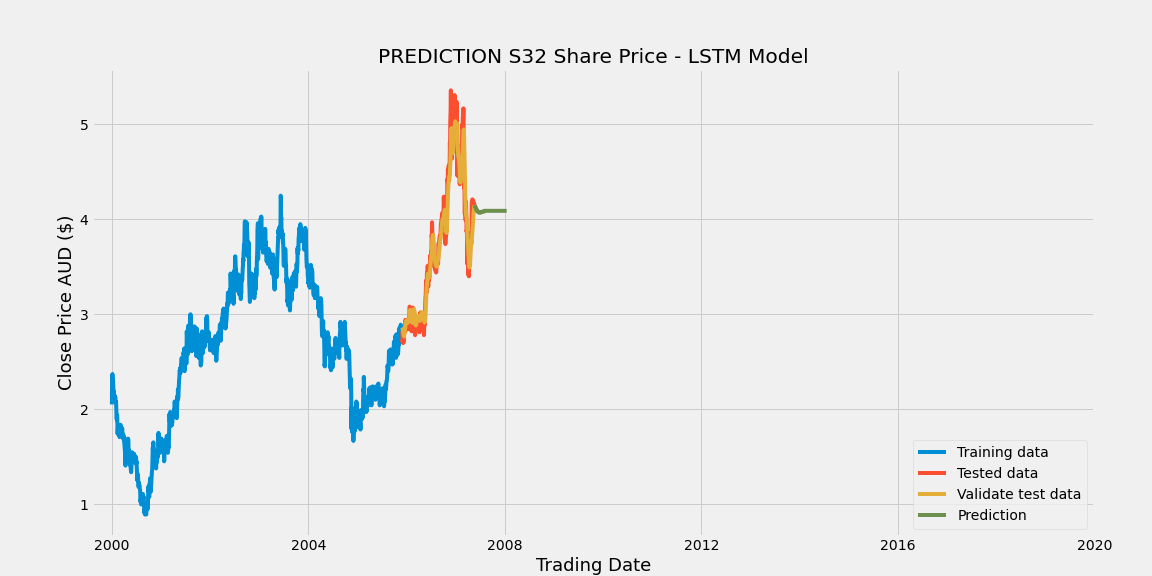 PREDICTION S32 Share Price - LSTM Model
Close Price AUD ($)
5
4
3
2
1
2000 2004 2008 2012 2016 2020
Trading Date
Training data
Tested data
Validate test data
Prediction